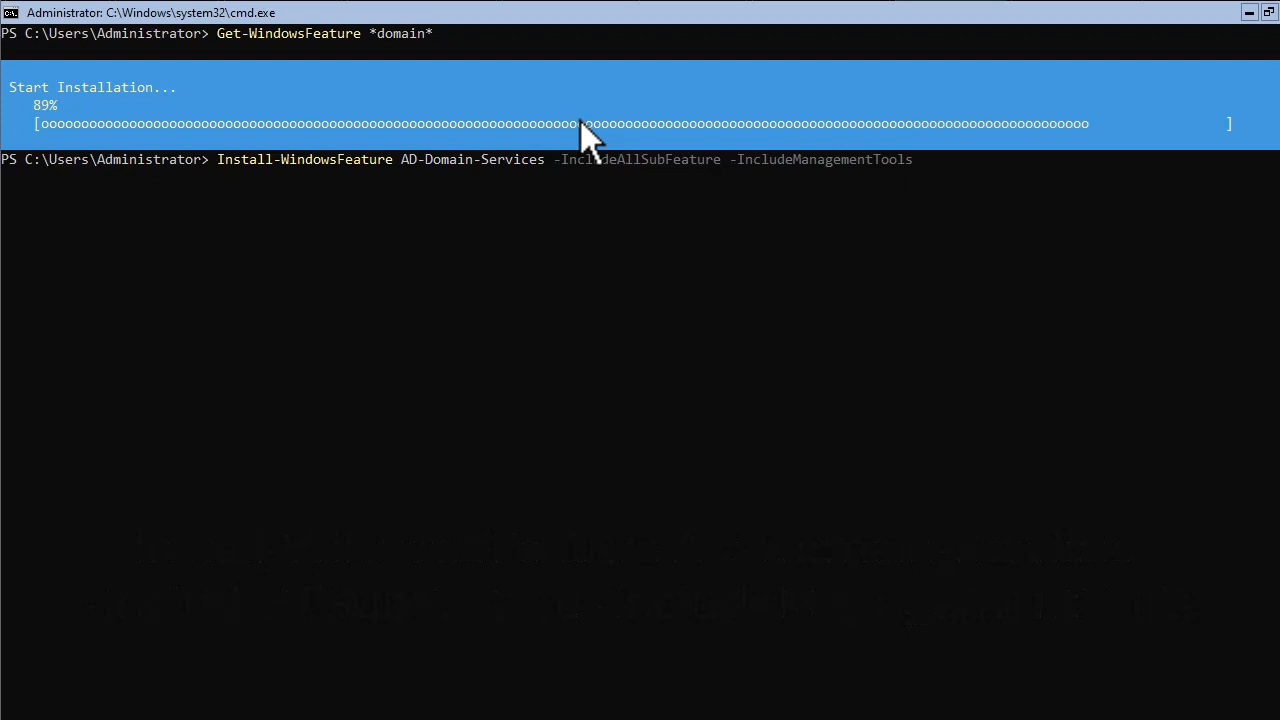 Administrator: C:\Windows\system32\cmd.exe
PS C:\Users\Administrator> Get-WindowsFeature *domain*
Start Installation...
89%
[ooooooooooooooooooooooooooooooooooooooooooooooooooooooooooooooooooooooooooooooooooooooooooooooooooooooooooooooooooooooooooooooooooo ]
PS C:\Users\Administrator> Install-WindowsFeature AD-Domain-Services -IncludeAllSubFeature -IncludeManagementTools